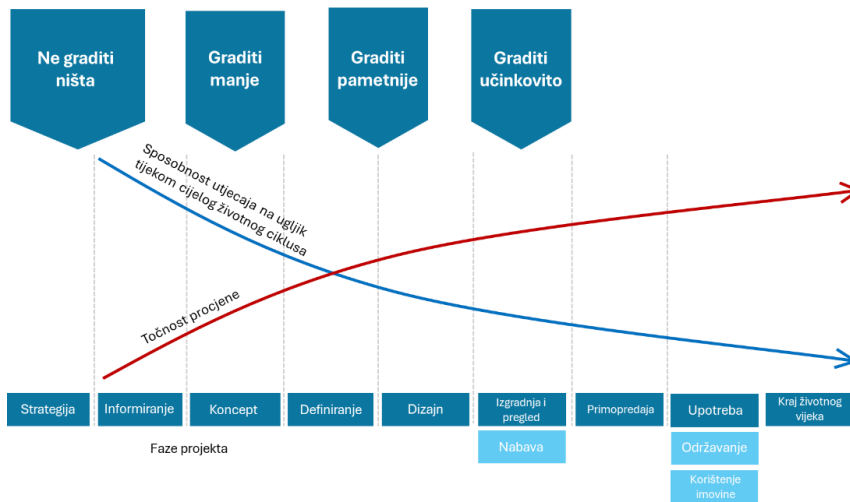 Ne graditi
ništa
Graditi
manje
Graditi
pametnije
Graditi
učinkovito
Sposobnost utjecaja na ugljik
tijekom cijelog životnog ciklusa
Točnost procjene
Strategija
Informiranje
Koncept
Definiranje
Dizajn
Izgradnja i
pregled
Primopredaja
Upotreba
Kraj životnog
vijeka
Faze projekta
Nabava
Održavanje
Korištenje
imovine